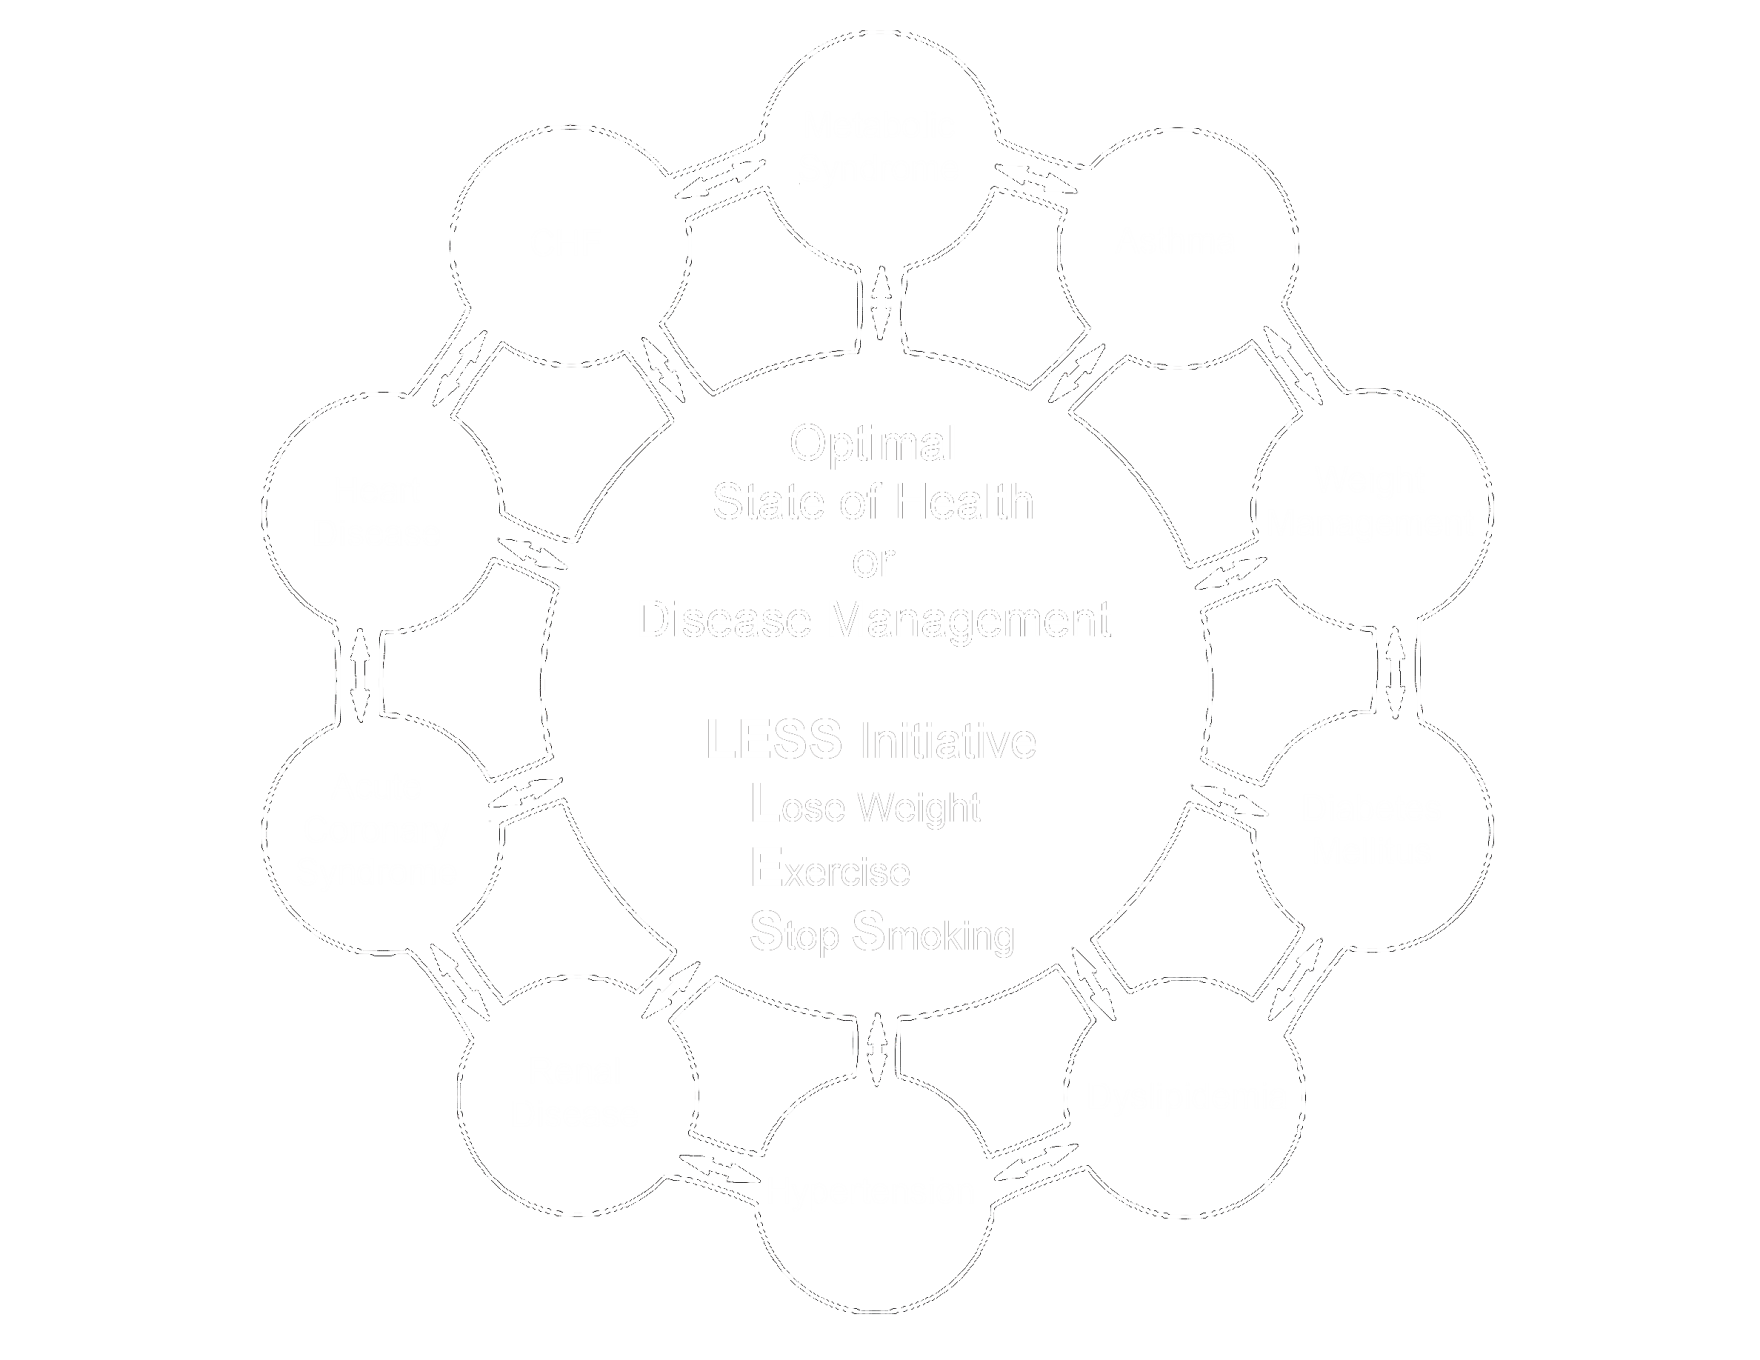 Optimal
State of Health
or
Disease Management
LESS Initiative
Lose Weight
Exercise
Stop Smoking